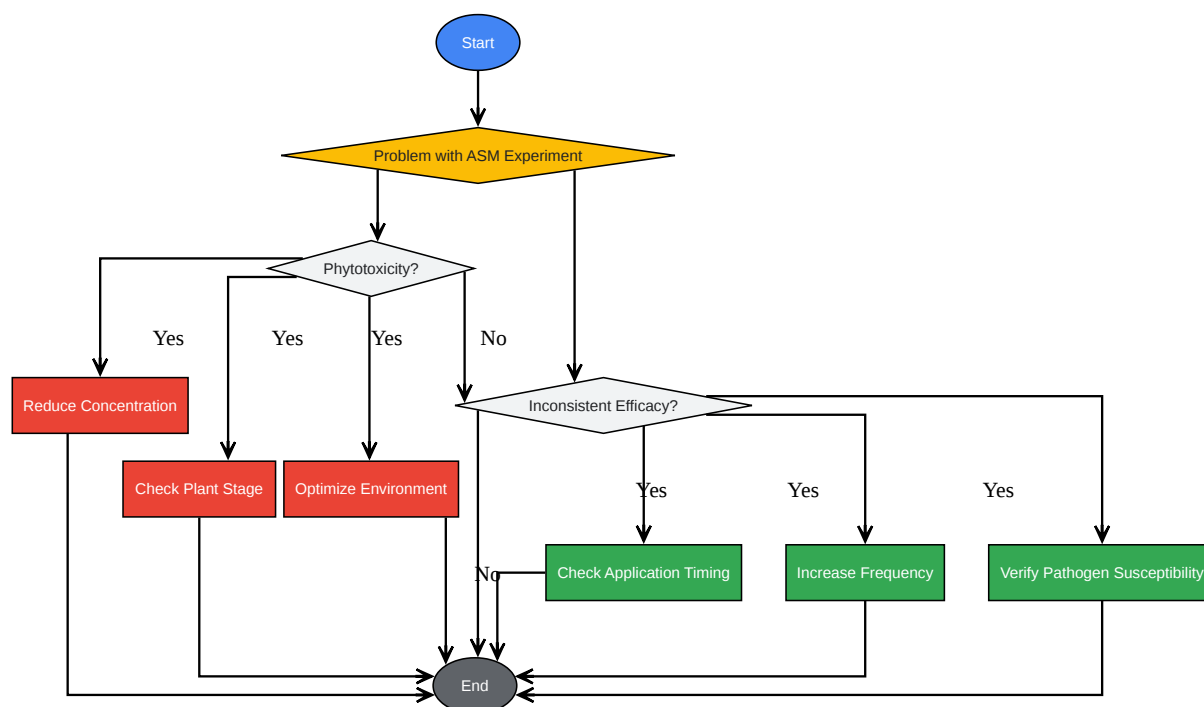 Start
Problem with ASM Experiment
Phytotoxicity?
Yes
Yes
Yes
No
Reduce Concentration
Inconsistent Efficacy?
Check Plant Stage
Optimize Environment
Yes
Yes
Yes
No
Check Application Timing
Increase Frequency
Verify Pathogen Susceptibility
End